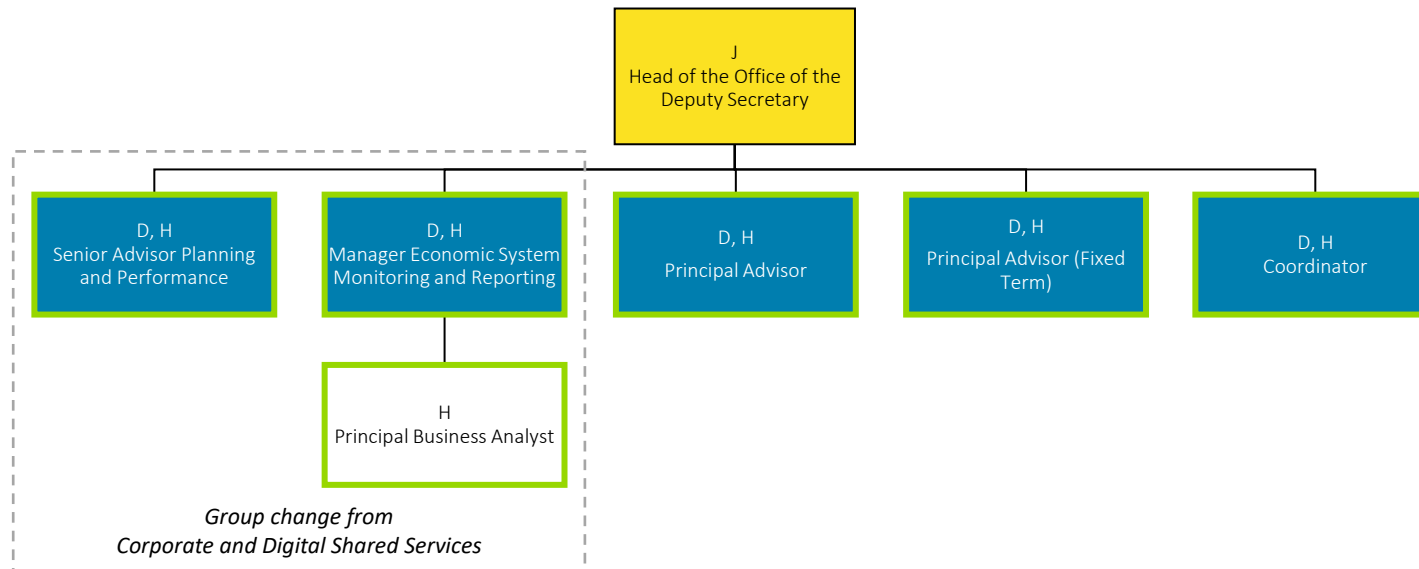 J
Head of the Office of the
Deputy Secretary
D, H
Senior Advisor Planning
and Performance
D, H
Manager Economic System
Monitoring and Reporting
D, H
Principal Advisor
D, H
Principal Advisor (Fixed
Term)
D, H
Coordinator
H
Principal Business Analyst
Group change from
Corporate and Digital Shared Services